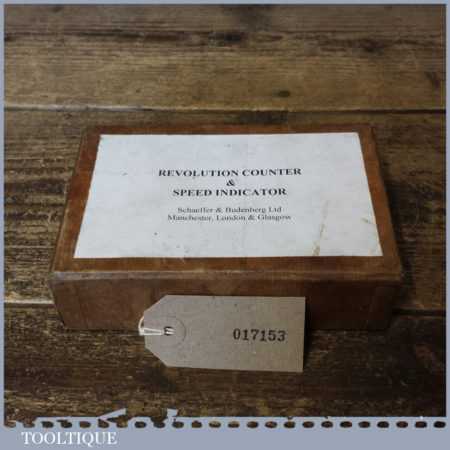 REVOLUTION COUNTER
&
SPEED INDICATOR
Schaeffer & Budenberg Ltd
Manchester, London & Glasgow
017153
TOOLTIQUE